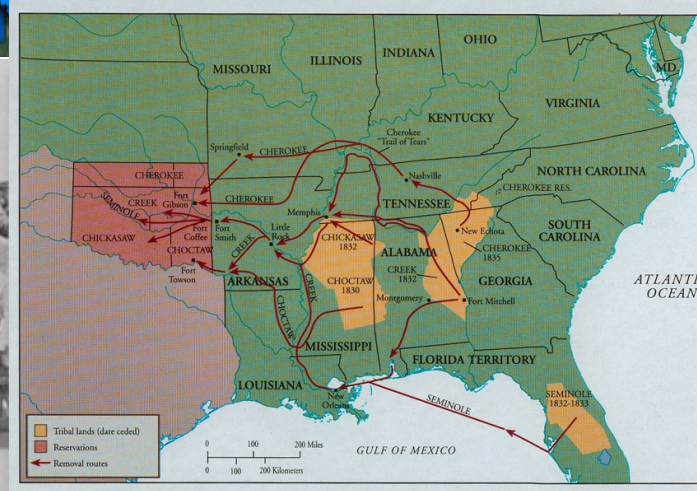 OHIO
INDIANA
ILLINOIS
MISSOURI
MD.
VIRGINIA
KENTUCKY
Cherokee
"Trail of Tears"
Springfield
CHEROKEE
CHEROKEE
Nashville
NORTH CAROLINA
CHEROKEE RES.
CHEROKEE
Fort
Gibson
CREEK
SEMINOLE
CHICKASAW
Fort
Coffee
Fort
Smith
CHOCTAW
Fort
Towson
Little
Rock
Memphis
TENNESSEE
New Echota
CHEROKEE
1835
SOUTH
CAROLINA
CHICKASAW
1832
ALABAMA
CREEK
1832
GEORGIA
CREEK
ARKANSAS
CHOCTAW
CREEK
CHOCTAW
1830
Montgomery
Fort Mitchell
ATLANT
OCEAN
MISSISSIPPI
FLORIDA TERRITORY
LOUISIANA
New
Orleans
SEMINOLE
SEMINOLE
1832-1833
GULF OF MEXICO
Tribal lands (date ceded)
Reservations
Removal routes
0 100 200 Miles
0 100 200 Kilometers